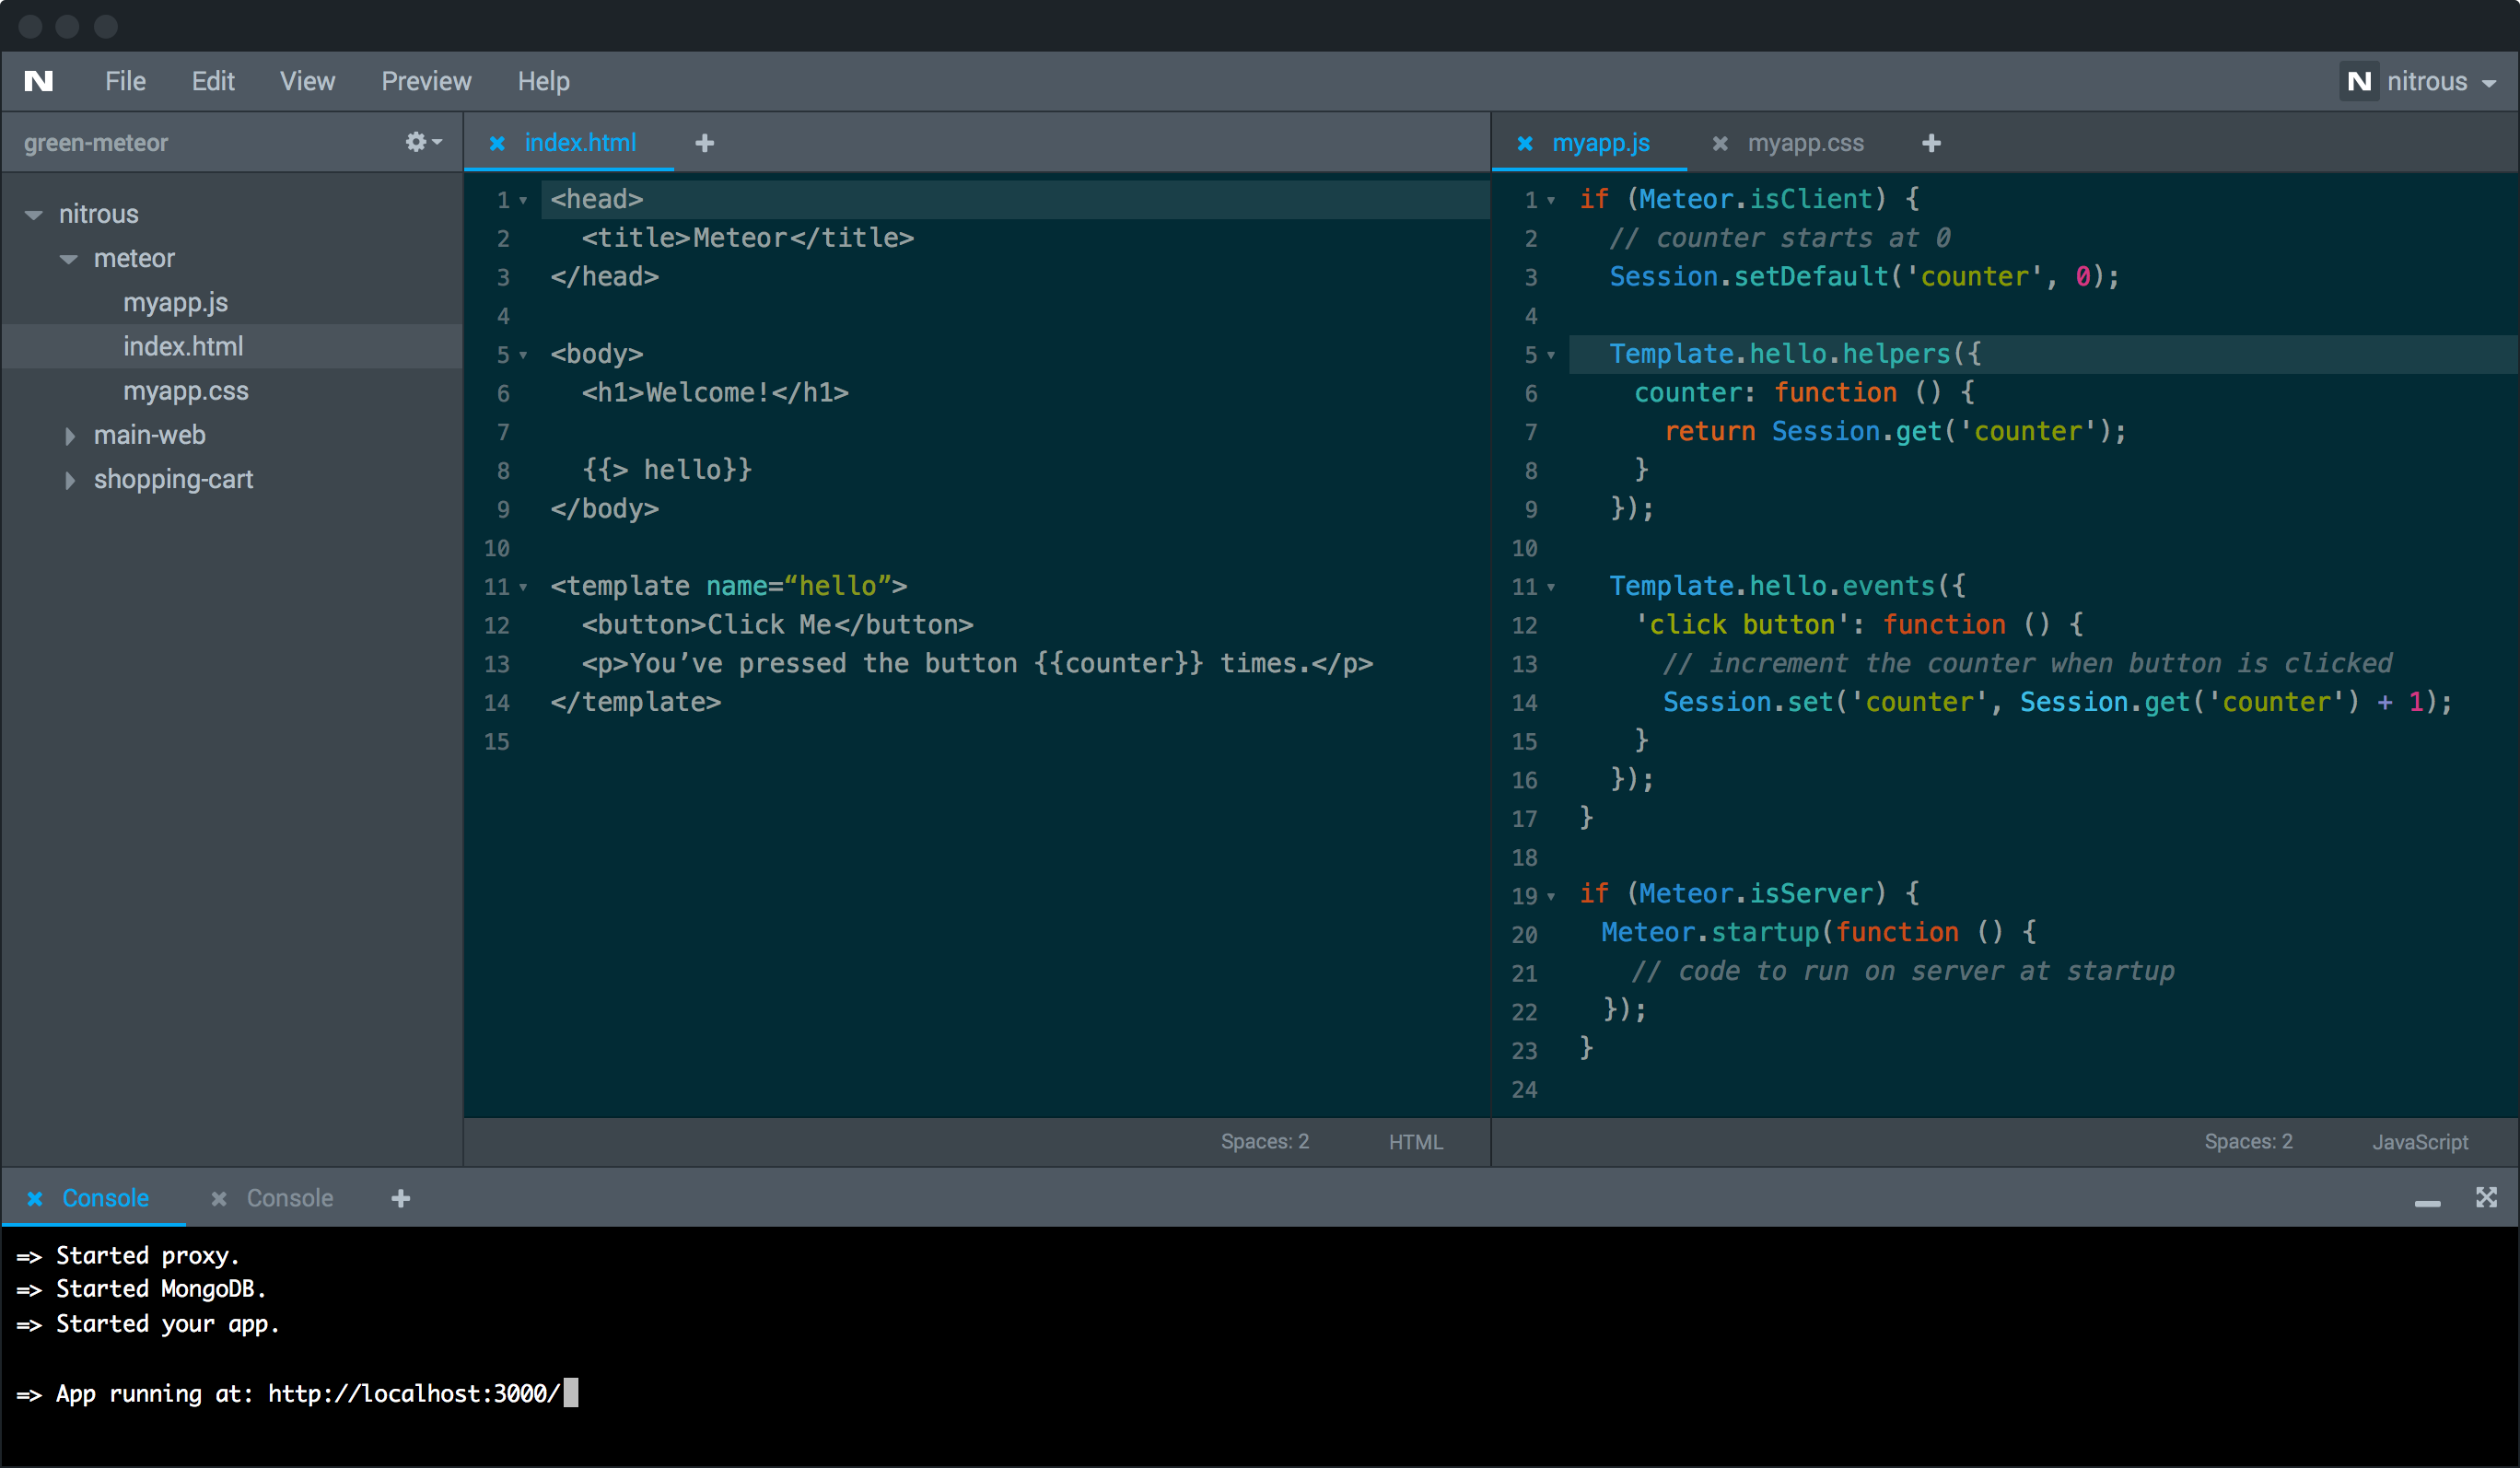 N File Edit View Preview Help N nitrous
green-meteor
nitrous
meteor
myapp.js
index.html
myapp.css
main-web
shopping-cart
index.html
1 <head>
2   <title>Meteor</title>
3 </head>
4
5 <body>
6   <h1>Welcome!</h1>
7
8   {{> hello}}
9 </body>
10
11 <template name=“hello”>
12   <button>Click Me</button>
13   <p>You’ve pressed the button {{counter}} times.</p>
14 </template>
15
Spaces: 2 HTML
myapp.js myapp.css
1 if (Meteor.isClient) {
2   // counter starts at 0
3   Session.setDefault('counter', 0);
4
5   Template.hello.helpers({
6     counter: function () {
7       return Session.get('counter');
8     }
9   });
10
11   Template.hello.events({
12     'click button': function () {
13       // increment the counter when button is clicked
14       Session.set('counter', Session.get('counter') + 1);
15     }
16   });
17 }
18
19 if (Meteor.isServer) {
20   Meteor.startup(function () {
21     // code to run on server at startup
22   });
23 }
24
Spaces: 2 JavaScript
Console Console
=> Started proxy.
=> Started MongoDB.
=> Started your app.
=> App running at: http://localhost:3000/